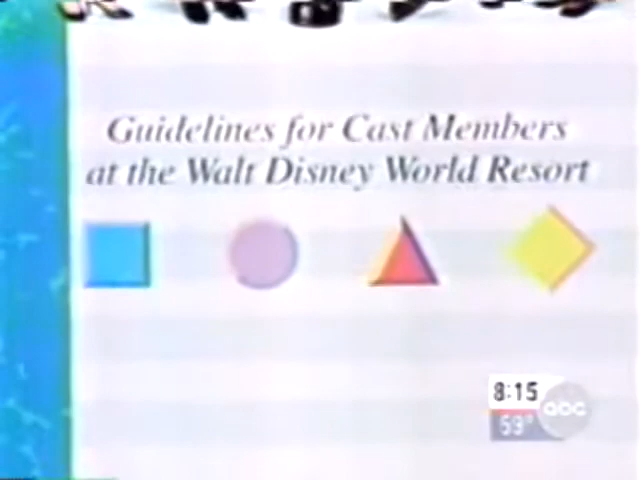 Guidelines for Cast Members
at the Walt Disney World Resort
8:15
abc
59°